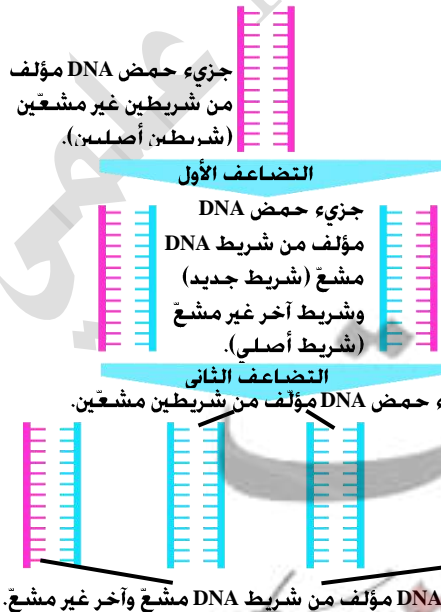 جزيء حمض DNA مؤلف
من شريطين غير مشعّين
(شريطين أصليين).
التضاعف الأول
جزيء حمض DNA
مؤلف من شريط DNA
مشعّ (شريط جديد)
وشريط آخر غير مشعّ
(شريط أصلي).
التضاعف الثاني
حمض DNA مؤلّف من شريطين مشعّين.
DNA مؤلف من شريط DNA مشعّ وآخر غير مشعّ.